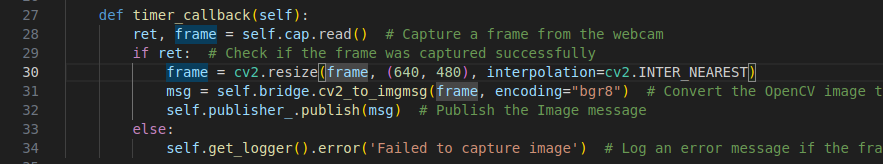 27 def timer_callback(self):
28 ret, frame = self.cap.read()  # Capture a frame from the webcam
29 if ret:  # Check if the frame was captured successfully
30 frame = cv2.resize(frame, (640, 480), interpolation=cv2.INTER_NEAREST)
31 msg = self.bridge.cv2_to_imgmsg(frame, encoding="bgr8")  # Convert the OpenCV image t
32 self.publisher_.publish(msg)  # Publish the Image message
33 else:
34 self.get_logger().error('Failed to capture image')  # Log an error message if the fra